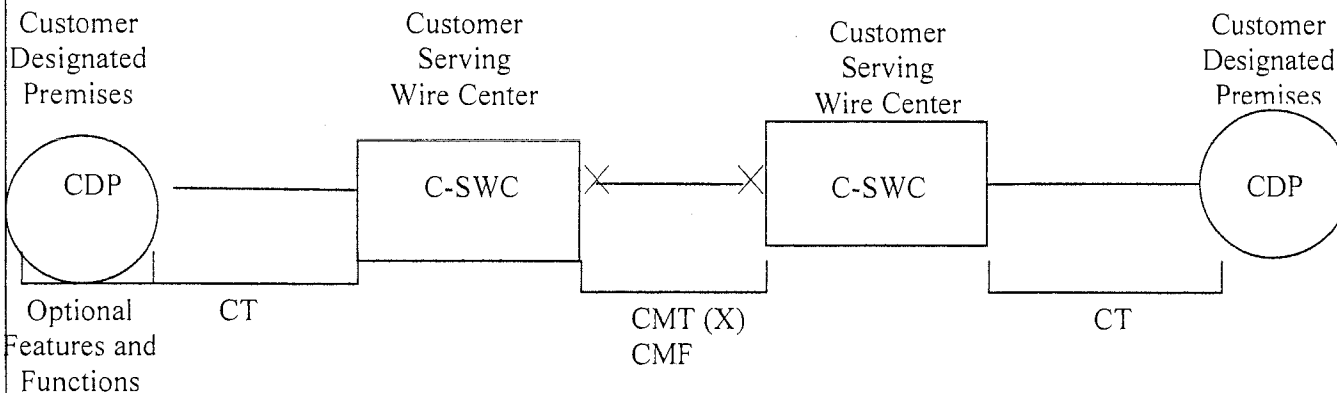 Customer
Designated
Premises
Customer
Serving
Wire Center
Customer
Serving
Wire Center
Customer
Designated
Premises
CDP
C-SWC
C-SWC
CDP
Optional
Features and
Functions
CT
CMT (X)
CMF
CT